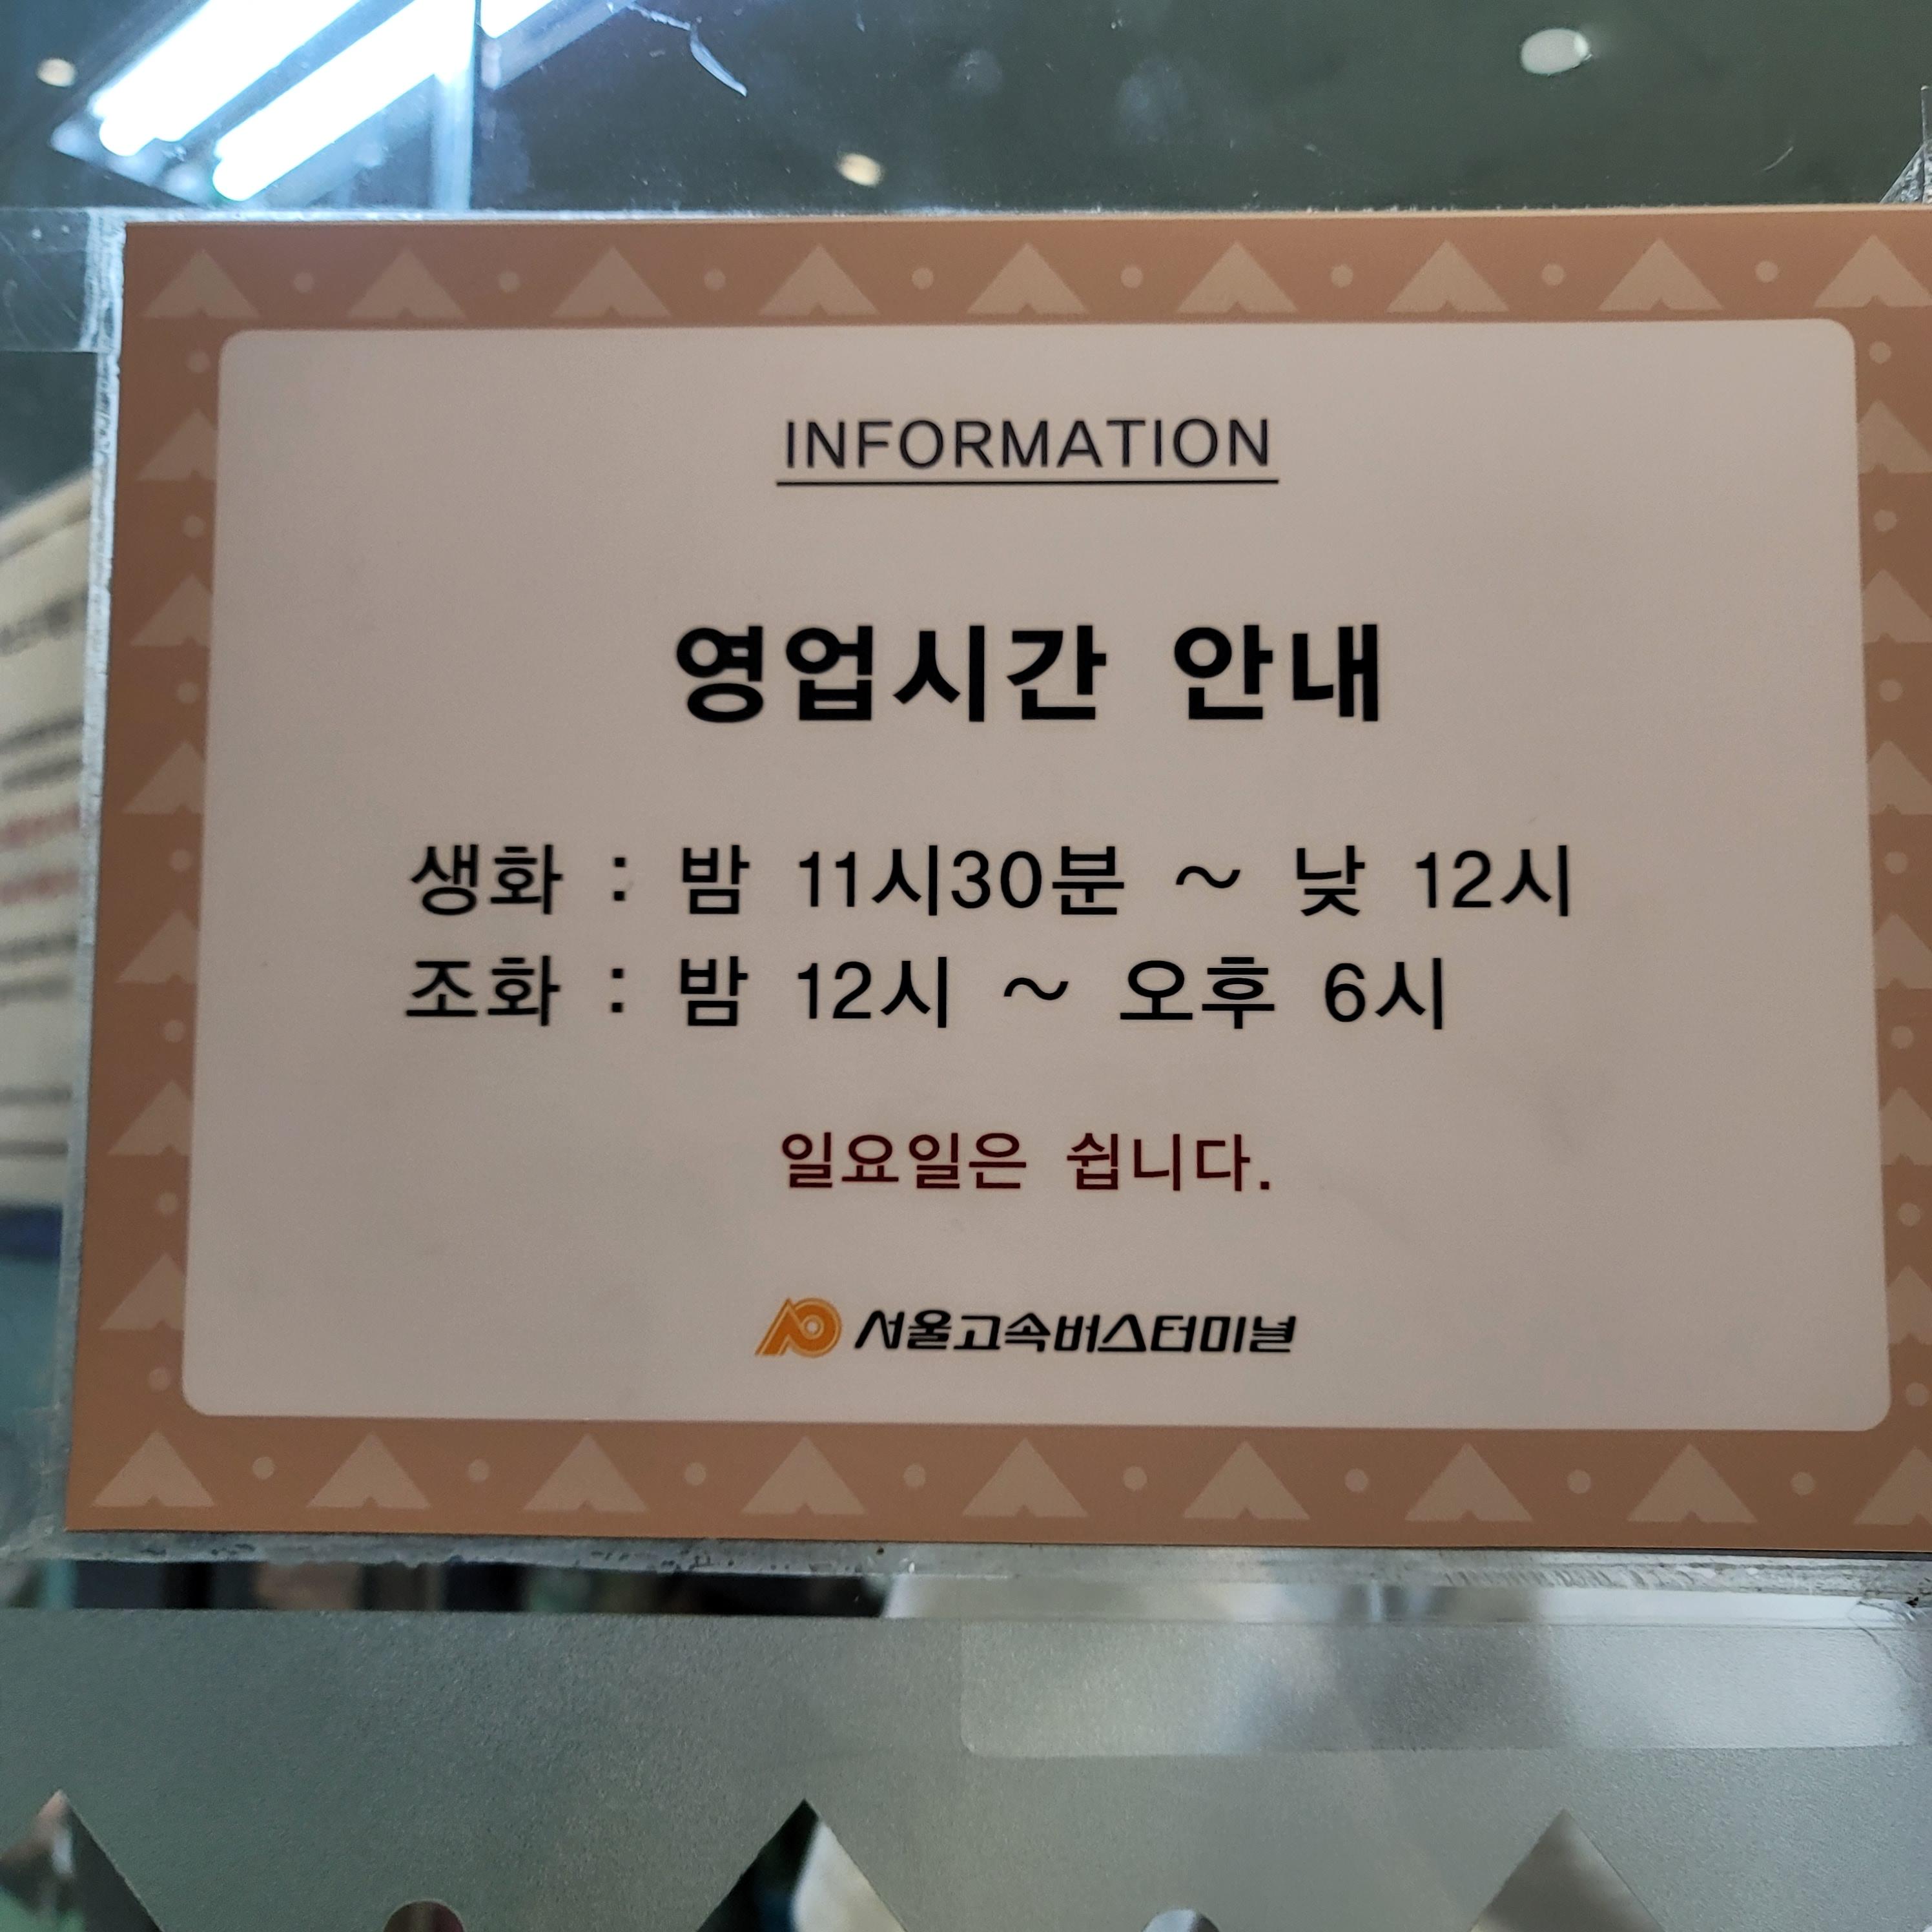 INFORMATION
영업시간 안내
생화 : 밤 11시30분 ~ 낮 12시
조화 : 밤 12시 ~ 오후 6시
일요일은 쉽니다.
서울고속버스터미널